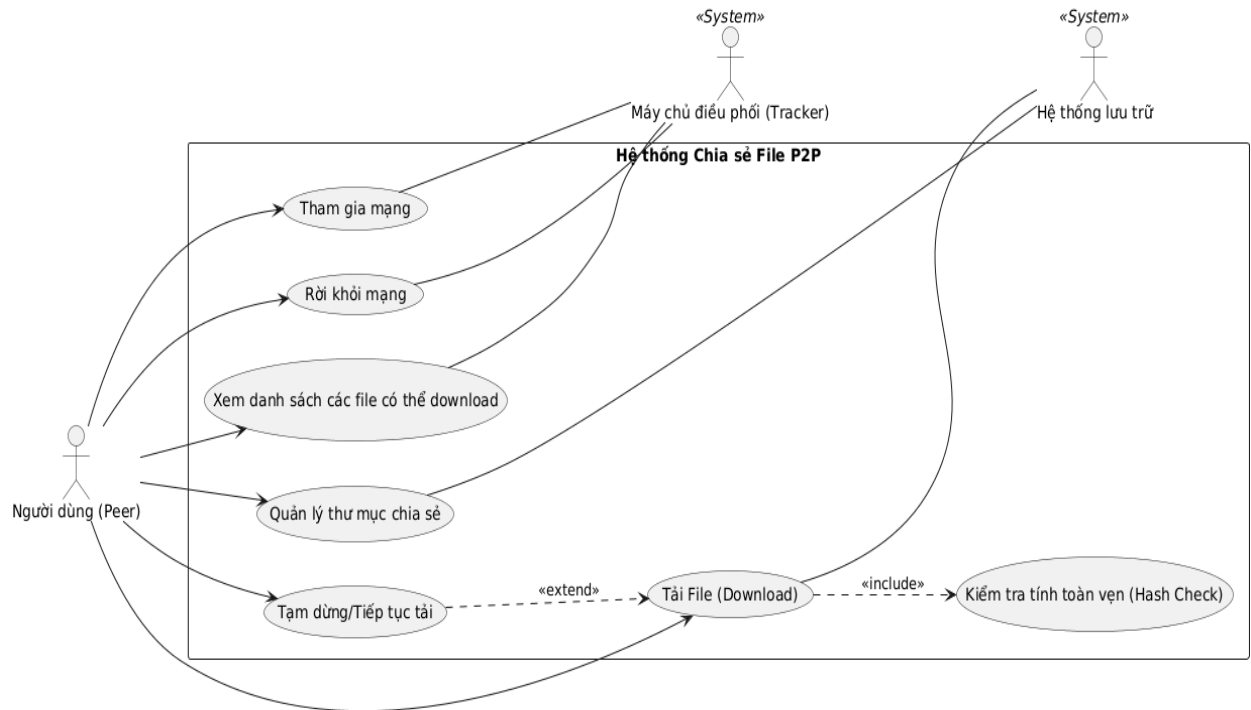 «System»
«System»
Máy chủ điều phối (Tracker)
Hệ thống lưu trữ
Hệ thống Chia sẻ File P2P
Tham gia mạng
Rời khỏi mạng
Xem danh sách các file có thể download
Người dùng (Peer)
Quản lý thư mục chia sẻ
Tạm dừng/Tiếp tục tải
«extend»
Tải File (Download)
«include»
Kiểm tra tính toàn vẹn (Hash Check)